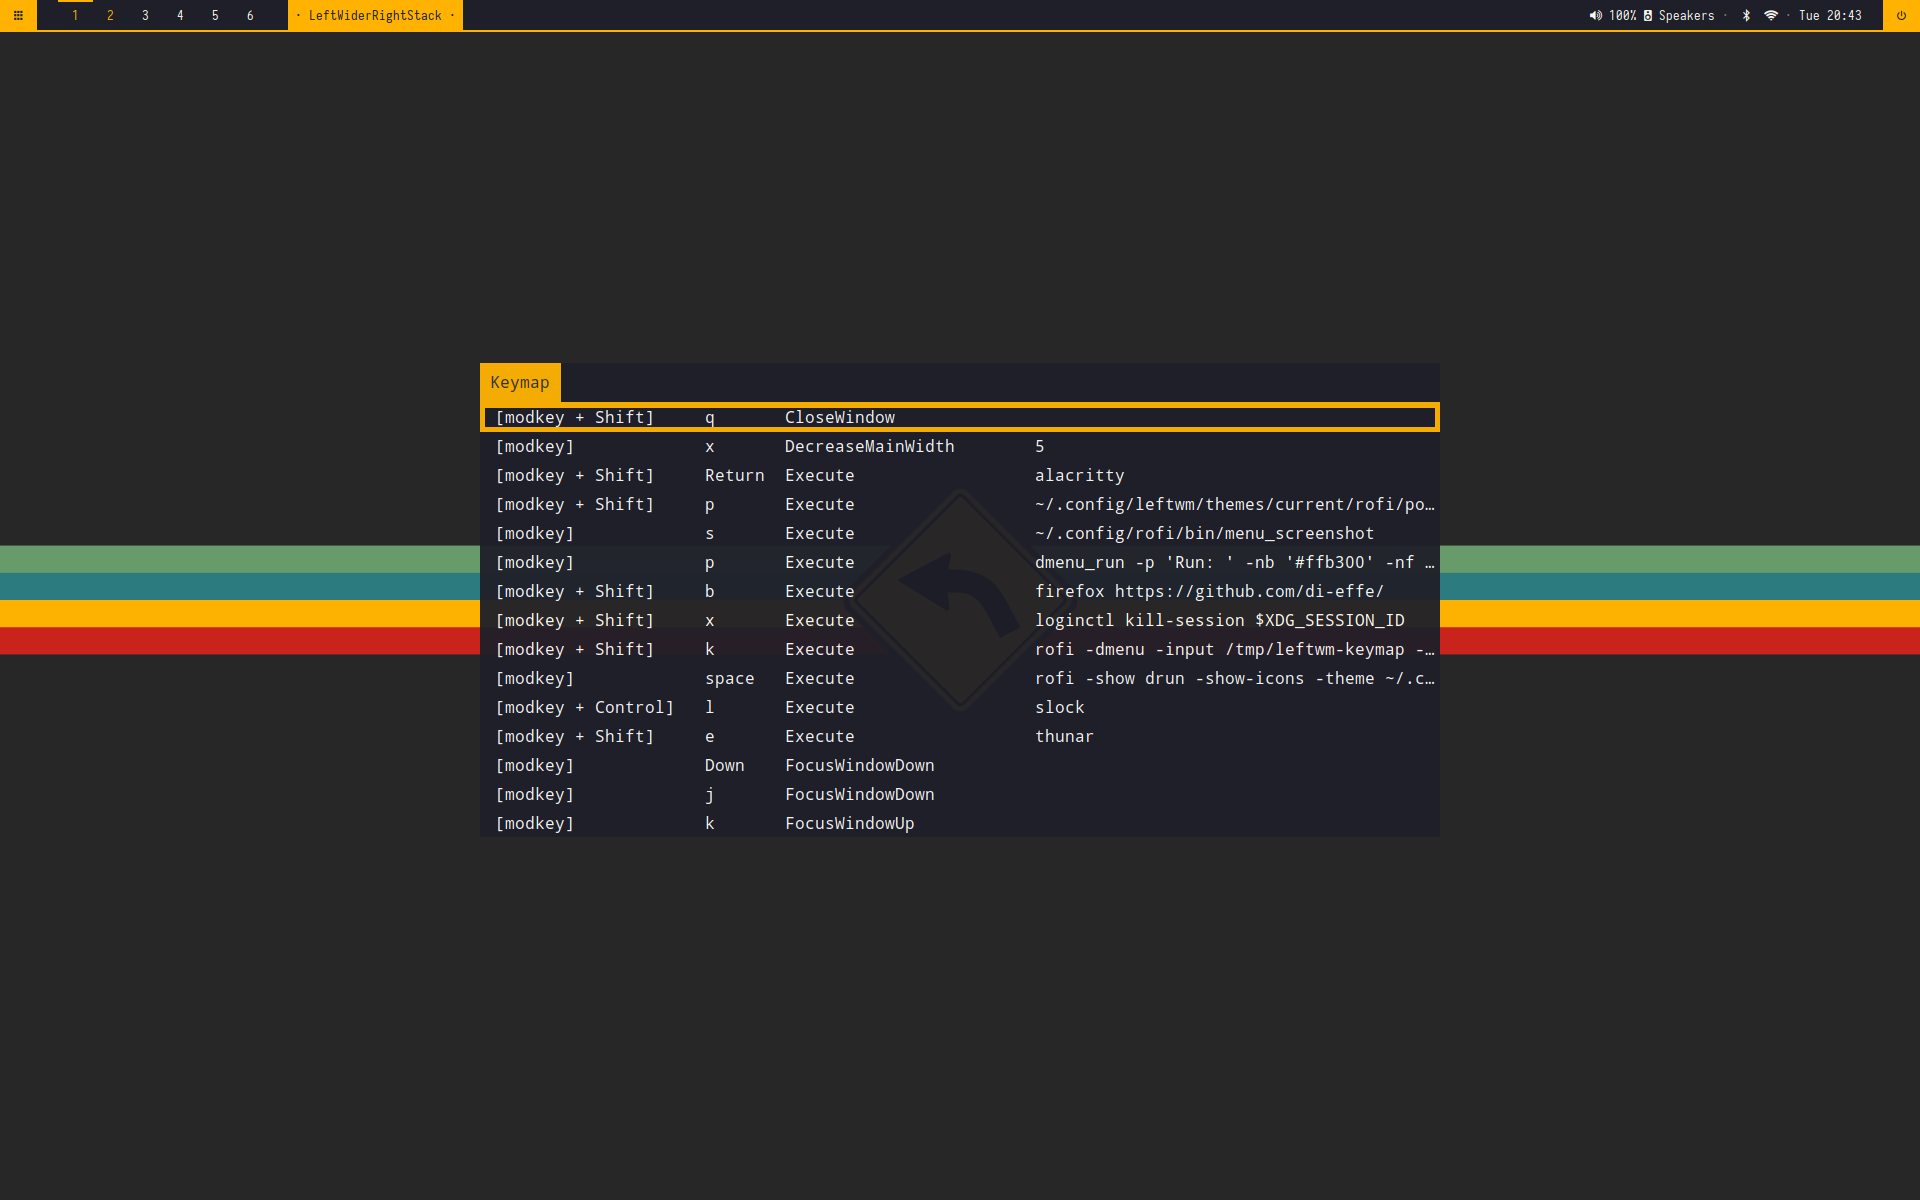 1 2 3 4 5 6 · LeftWiderRightStack · 100% Speakers · · Tue 20:43
Keymap
[modkey + Shift] q CloseWindow
[modkey] x DecreaseMainWidth 5
[modkey + Shift] Return Execute alacritty
[modkey + Shift] p Execute ~/.config/leftwm/themes/current/rofi/po…
[modkey] s Execute ~/.config/rofi/bin/menu_screenshot
[modkey] p Execute dmenu_run -p 'Run: ' -nb '#ffb300' -nf …
[modkey + Shift] b Execute firefox https://github.com/di-effe/
[modkey + Shift] x Execute loginctl kill-session $XDG_SESSION_ID
[modkey + Shift] k Execute rofi -dmenu -input /tmp/leftwm-keymap -…
[modkey] space Execute rofi -show drun -show-icons -theme ~/.c…
[modkey + Control] l Execute slock
[modkey + Shift] e Execute thunar
[modkey] Down FocusWindowDown
[modkey] j FocusWindowDown
[modkey] k FocusWindowUp